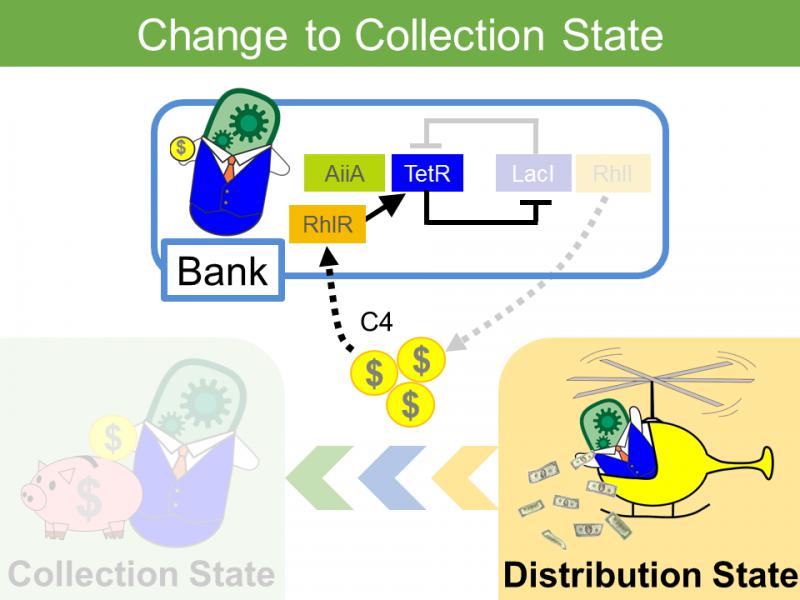 Change to Collection State
$
AiiA TetR LacI RhlI
RhlR
Bank
C4
$ $
$
$
$
Collection State
Distribution State